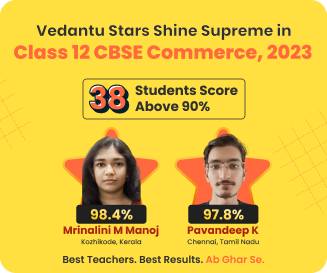 Vedantu Stars Shine Supreme in
Class 12 CBSE Commerce, 2023
38 Students Score
Above 90%
98.4%
97.8%
Mrinalini M Manoj
Pavandeep K
Kozhikode, Kerala
Chennai, Tamil Nadu
Best Teachers. Best Results. Ab Ghar Se.